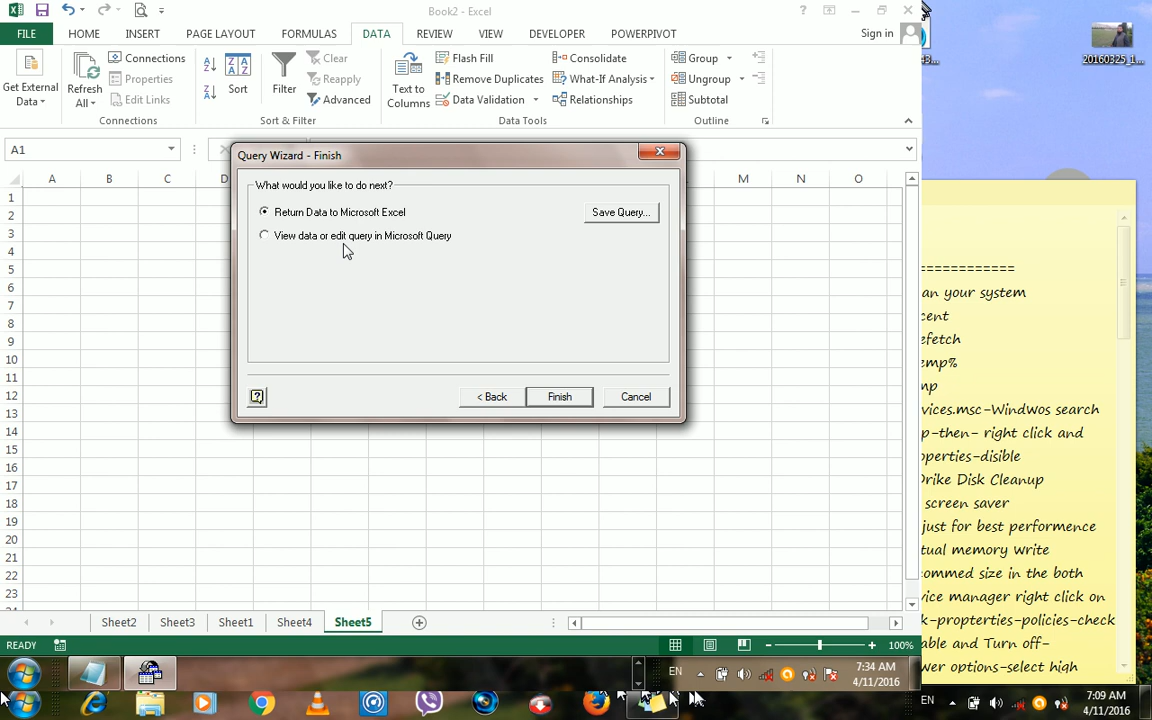 Book2 - Excel
FILE HOME INSERT PAGE LAYOUT FORMULAS DATA REVIEW VIEW DEVELOPER POWERPIVOT Sign in
Get External Data
Refresh All
Connections
Properties
Edit Links
Connections
Sort
Filter
Clear
Reapply
Advanced
Sort & Filter
Text to Columns
Flash Fill
Remove Duplicates
Data Validation
Consolidate
What-If Analysis
Relationships
Data Tools
Group
Ungroup
Subtotal
Outline
20160325_1...
A1
A B C D M N O
1
2
3
4
5
6
7
8
9
10
11
12
13
14
15
16
17
18
19
20
21
22
23
Query Wizard - Finish
What would you like to do next?
Return Data to Microsoft Excel
Save Query...
View data or edit query in Microsoft Query
< Back Finish Cancel
============
an your system
cent
efetch
emp%
mp
vices.msc-Windwos search
p-then- right click and
operties-disible
Drike Disk Cleanup
screen saver
just for best performence
tual memory write
commed size in the both
vice manager right click on
k-propterties-policies-check
able and Turn off-
wer options-select high
Sheet2 Sheet3 Sheet1 Sheet4 Sheet5
READY 100%
EN 7:34 AM
4/11/2016
EN 7:09 AM
4/11/2016